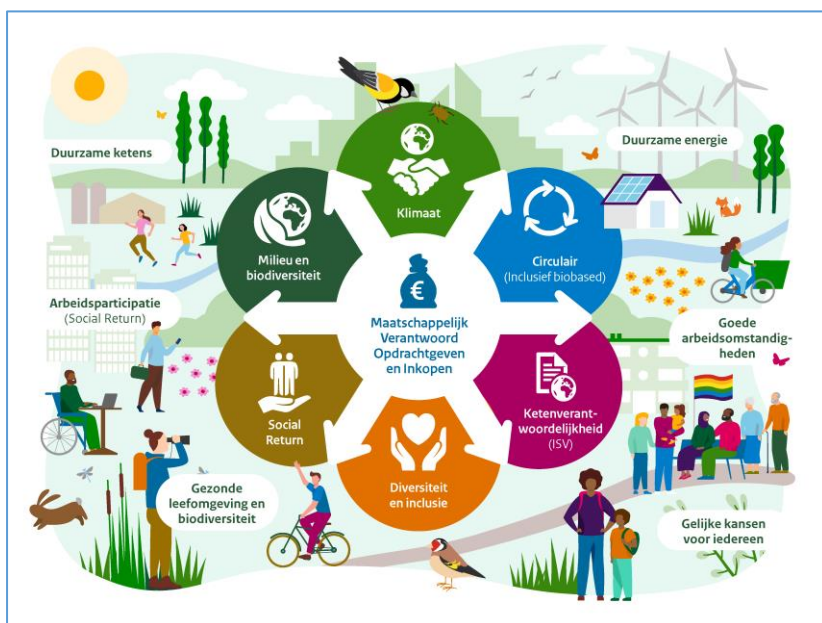 Duurzame ketens
Duurzame energie
Klimaat
Milieu en
biodiversiteit
Circulair
(Inclusief biobased)
€
Maatschappelijk
Verantwoord
Opdrachtgeven
en Inkopen
Arbeidsparticipatie
(Social Return)
Goede
arbeidsomstandig-
heden
Social
Return
Ketenverant-
woordelijkheid
(ISV)
Diversiteit
en inclusie
Gezonde
leefomgeving en
biodiversiteit
Gelijke kansen
voor iedereen